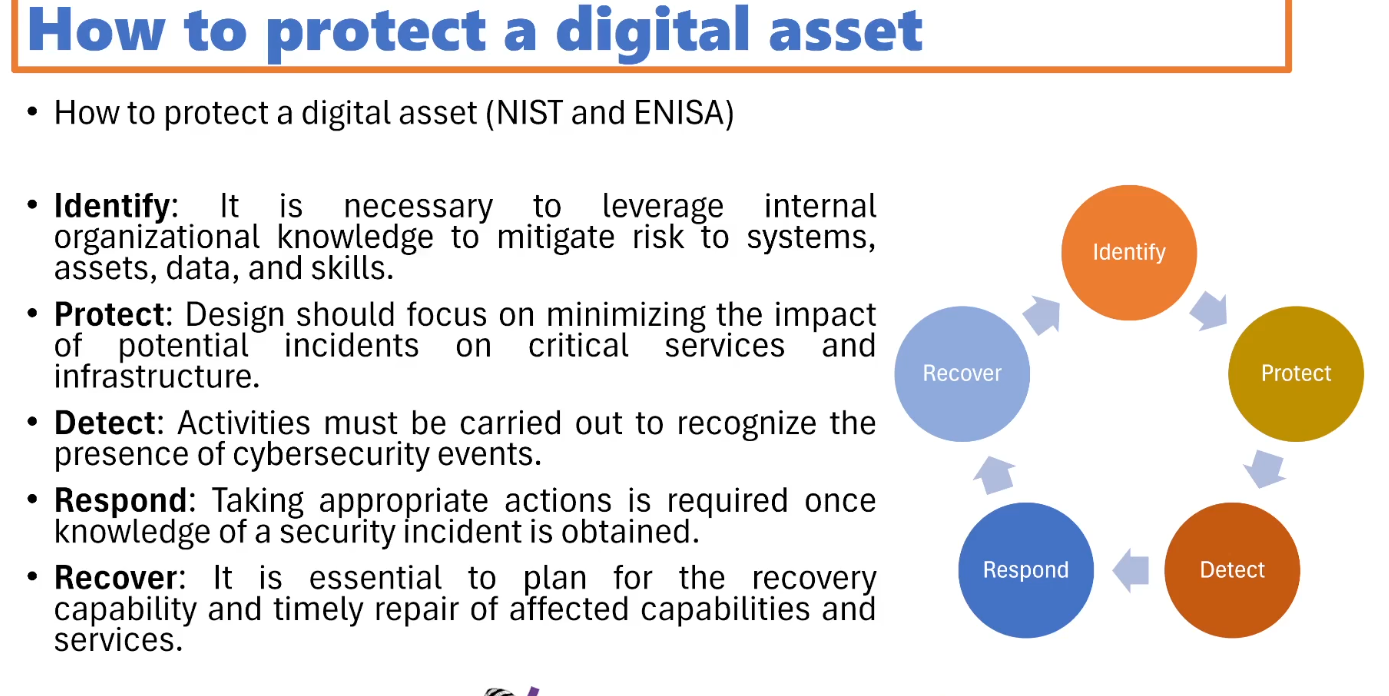 How to protect a digital asset
• How to protect a digital asset (NIST and ENISA)
• Identify: It is necessary to leverage internal
organizational knowledge to mitigate risk to systems,
assets, data, and skills.
• Protect: Design should focus on minimizing the impact
of potential incidents on critical services and
infrastructure.
• Detect: Activities must be carried out to recognize the
presence of cybersecurity events.
• Respond: Taking appropriate actions is required once
knowledge of a security incident is obtained.
• Recover: It is essential to plan for the recovery
capability and timely repair of affected capabilities and
services.
Identify
Protect
Detect
Respond
Recover